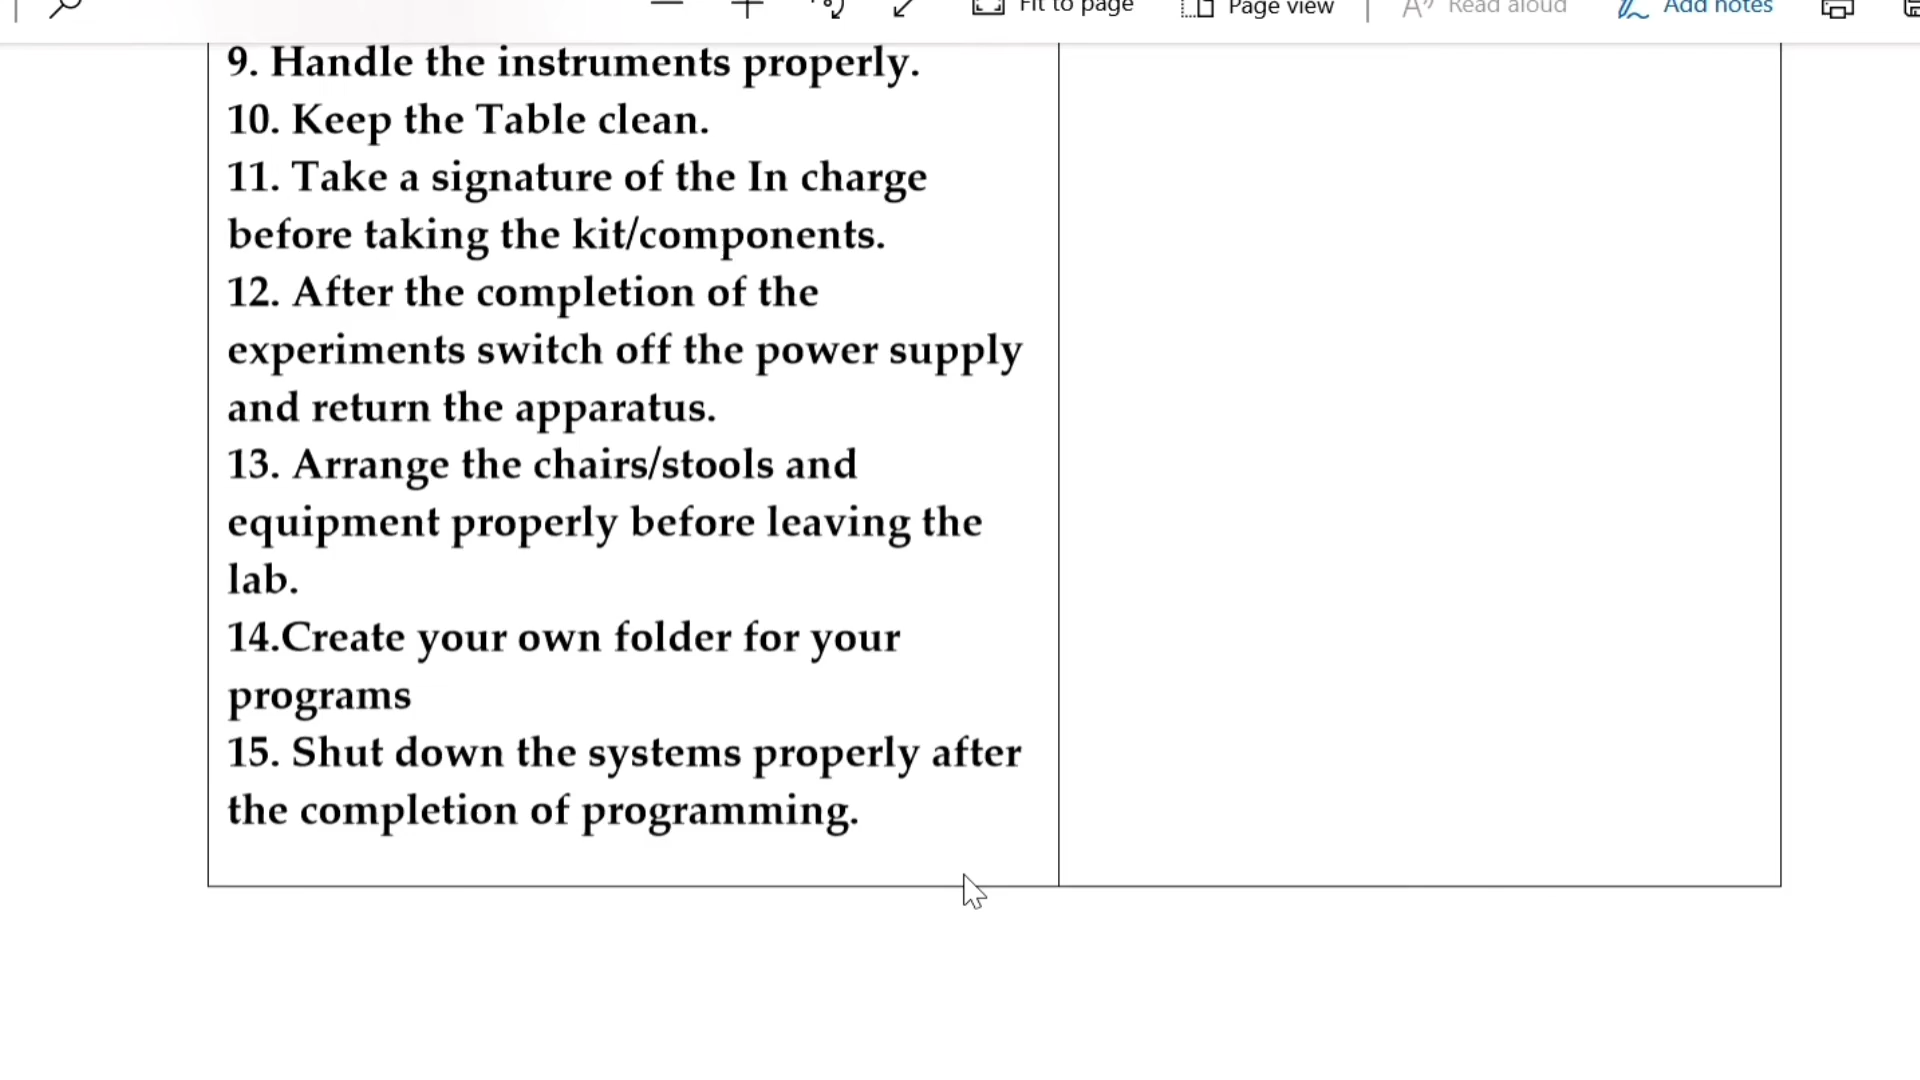 Fit to page Page view Read aloud Add notes
9. Handle the instruments properly.
10. Keep the Table clean.
11. Take a signature of the In charge
before taking the kit/components.
12. After the completion of the
experiments switch off the power supply
and return the apparatus.
13. Arrange the chairs/stools and
equipment properly before leaving the
lab.
14.Create your own folder for your
programs
15. Shut down the systems properly after
the completion of programming.